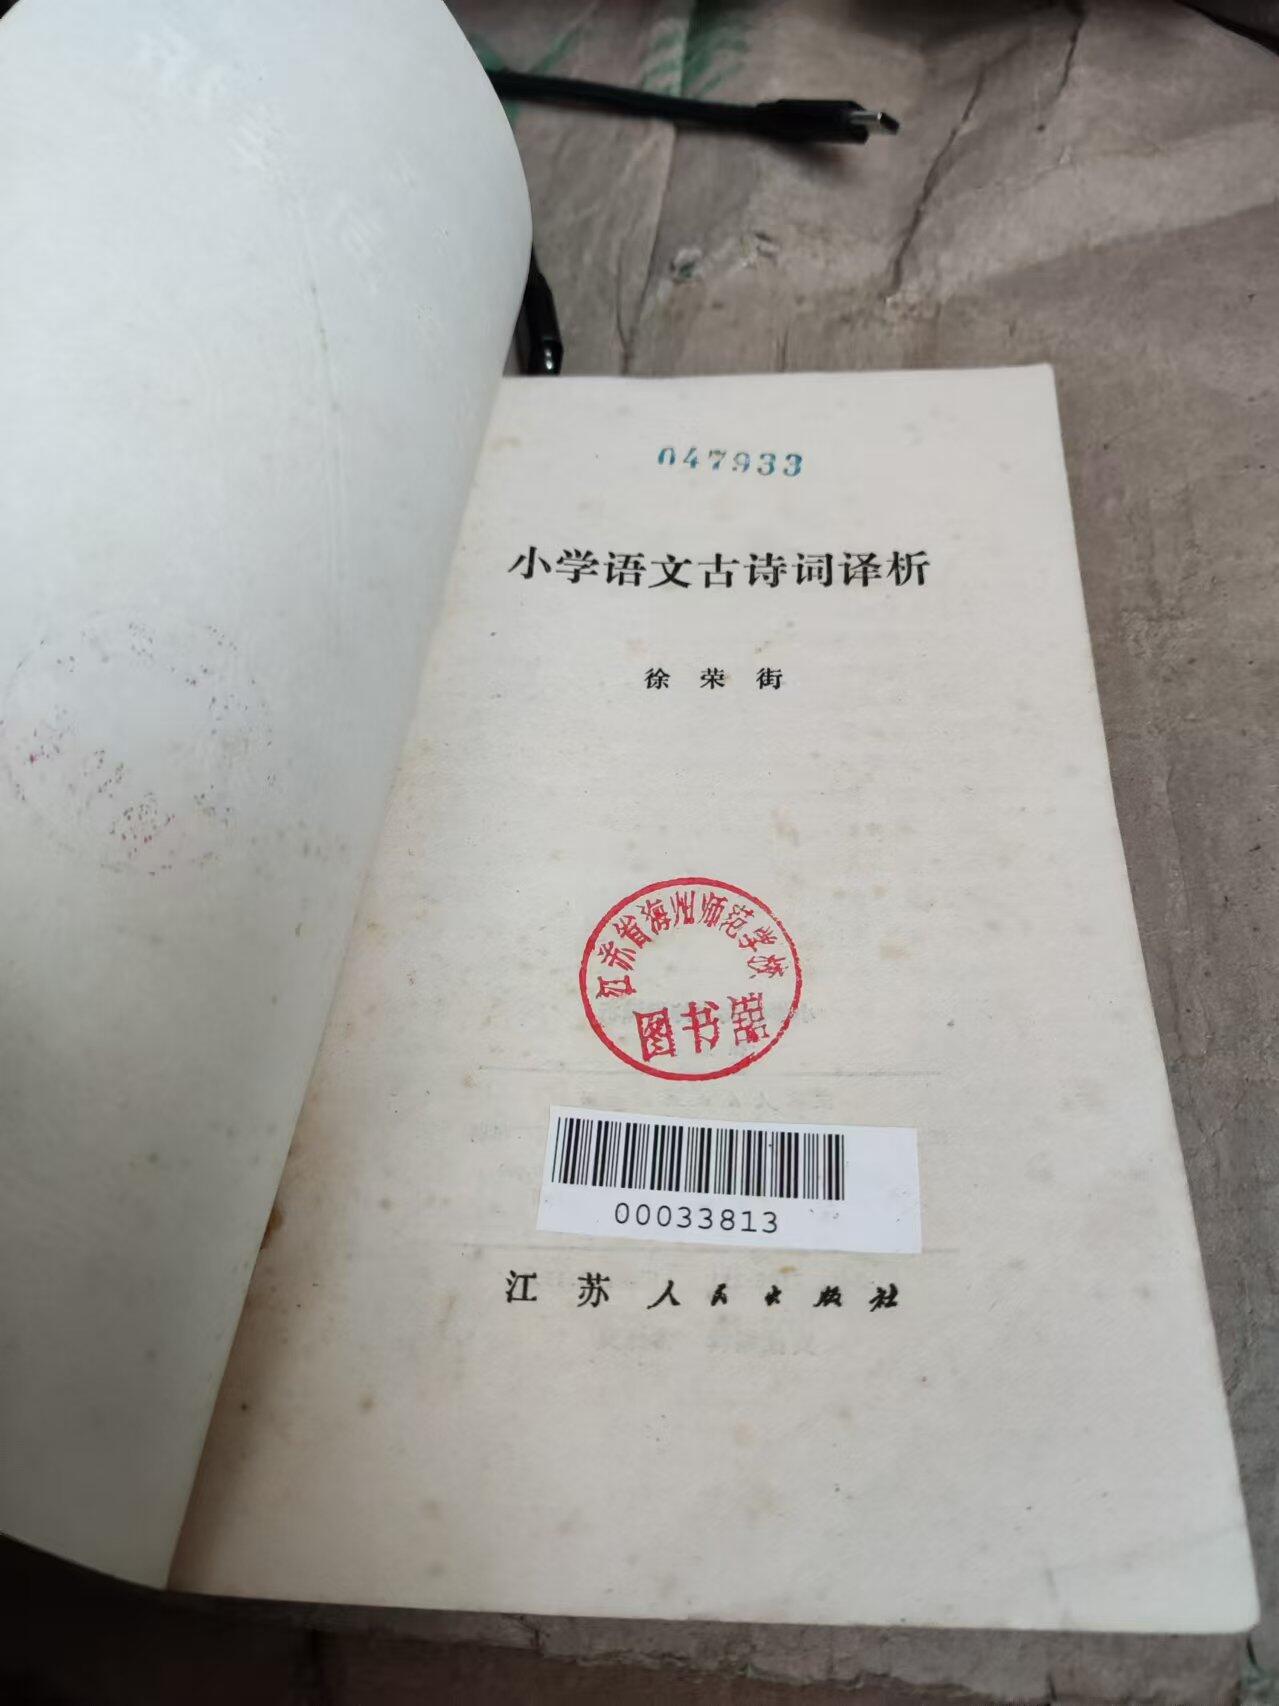 047933
小学语文古诗词译析
徐荣街
江苏省海州师范学校
图书馆
00033813
江苏人民出版社